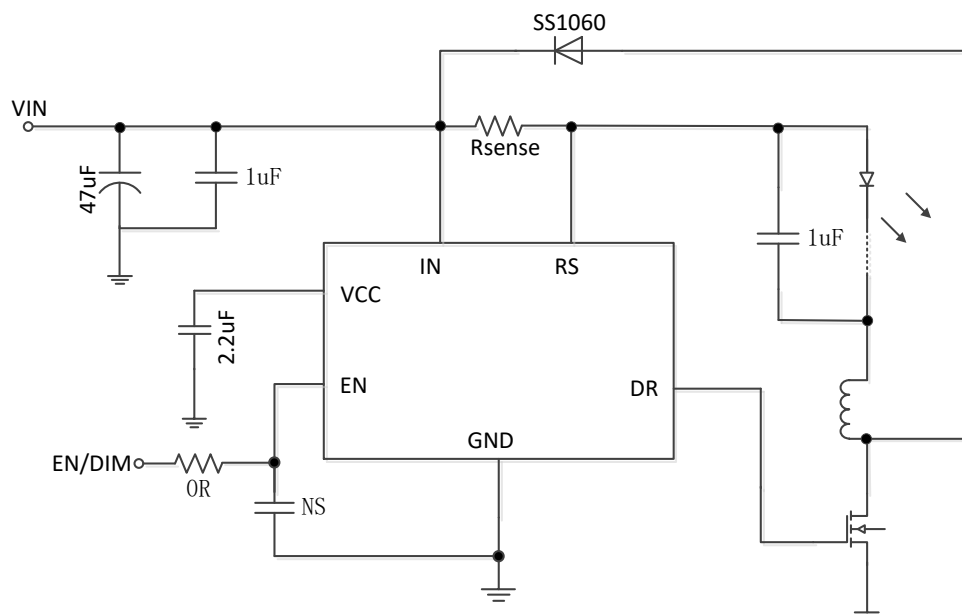 SS1060
VIN
Rsense
47uF
1uF
1uF
IN
RS
VCC
2.2uF
EN
DR
GND
EN/DIM
0R
NS